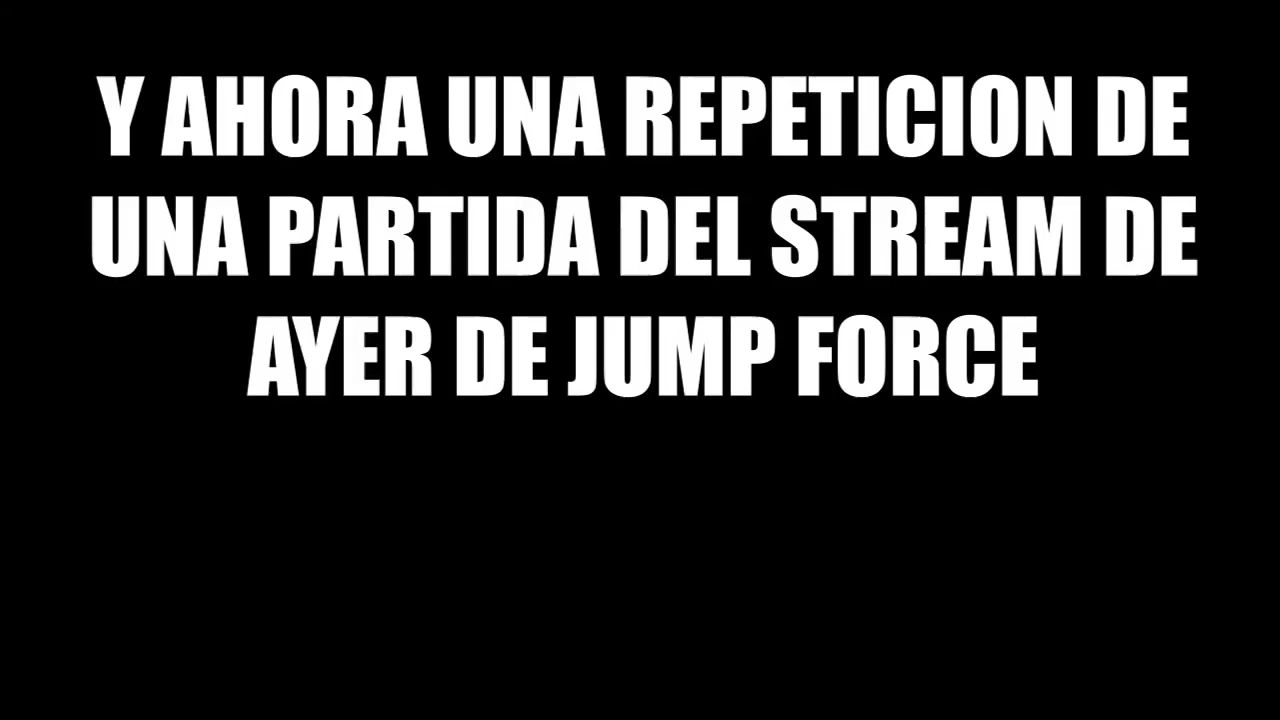 Y AHORA UNA REPETICION DE
UNA PARTIDA DEL STREAM DE
AYER DE JUMP FORCE